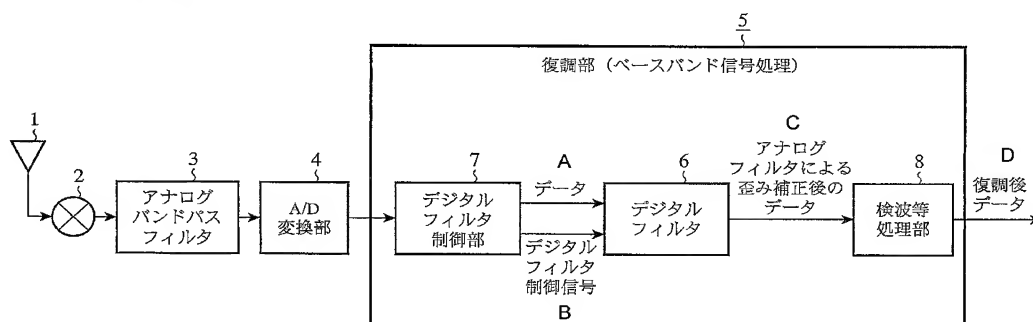 5
復調部（ベースバンド信号処理）
1
2
3
アナログ
バンドパス
フィルタ
4
A/D
変換部
7
デジタル
フィルタ
制御部
A
データ
デジタル
フィルタ
制御信号
B
6
デジタル
フィルタ
C
アナログ
フィルタによる
歪み補正後の
データ
8
検波等
処理部
D
復調後
データ